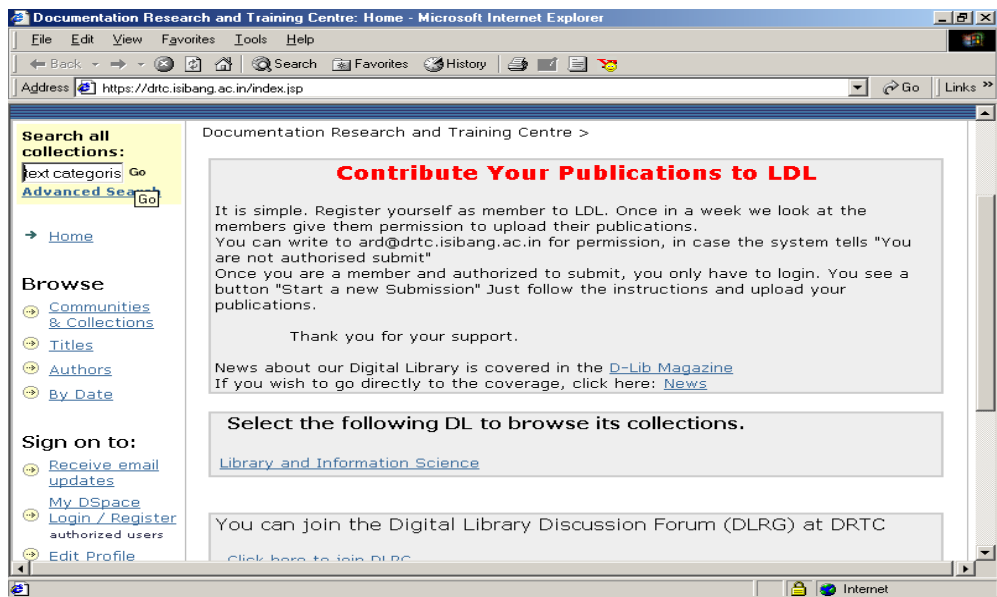 Documentation Research and Training Centre: Home - Microsoft Internet Explorer
File Edit View Favorites Tools Help
Back Search Favorites History
Address https://drtc.isibang.ac.in/index.jsp Go Links »
Search all
collections:
text categoris Go
Advanced Search
Go
Home
Browse
Communities
& Collections
Titles
Authors
By Date
Sign on to:
Receive email
updates
My DSpace
Login / Register
authorized users
Edit Profile
Documentation Research and Training Centre >
Contribute Your Publications to LDL
It is simple. Register yourself as member to LDL. Once in a week we look at the
members give them permission to upload their publications.
You can write to ard@drtc.isibang.ac.in for permission, in case the system tells "You
are not authorised submit"
Once you are a member and authorized to submit, you only have to login. You see a
button "Start a new Submission" Just follow the instructions and upload your
publications.
Thank you for your support.
News about our Digital Library is covered in the D-Lib Magazine
If you wish to go directly to the coverage, click here: News
Select the following DL to browse its collections.
Library and Information Science
You can join the Digital Library Discussion Forum (DLRG) at DRTC
Click here to join DLRG
Internet